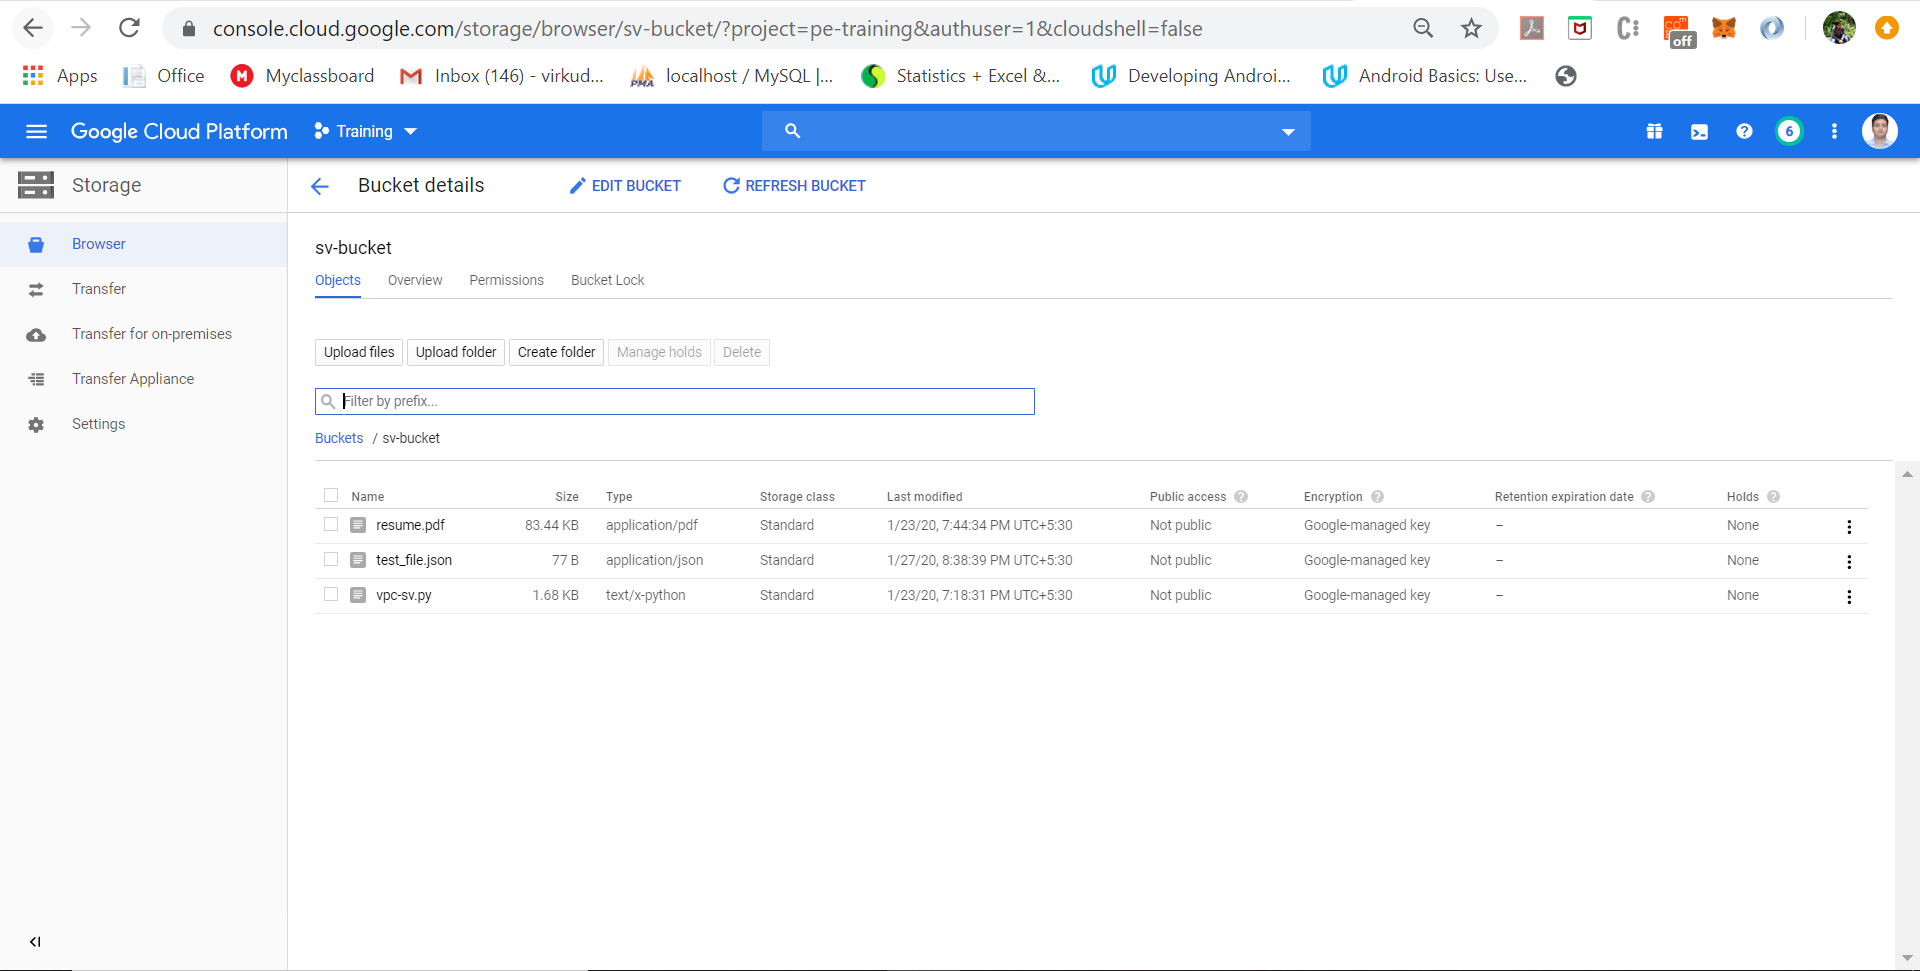 console.cloud.google.com/storage/browser/sv-bucket/?project=pe-training&authuser=1&cloudshell=false
com
off
Apps Office Myclassboard Inbox (146) - virkud... localhost / MySQL |... Statistics + Excel &... Developing Androi... Android Basics: Use...
PMA
Google Cloud Platform Training 6
Storage Bucket details EDIT BUCKET REFRESH BUCKET
Browser
Transfer
Transfer for on-premises
Transfer Appliance
Settings
sv-bucket
Objects Overview Permissions Bucket Lock
Upload files Upload folder Create folder Manage holds Delete
Filter by prefix...
Buckets / sv-bucket
Name Size Type Storage class Last modified Public access Encryption Retention expiration date Holds
resume.pdf 83.44 KB application/pdf Standard 1/23/20, 7:44:34 PM UTC+5:30 Not public Google-managed key – None
test_file.json 77 B application/json Standard 1/27/20, 8:38:39 PM UTC+5:30 Not public Google-managed key – None
vpc-sv.py 1.68 KB text/x-python Standard 1/23/20, 7:18:31 PM UTC+5:30 Not public Google-managed key – None